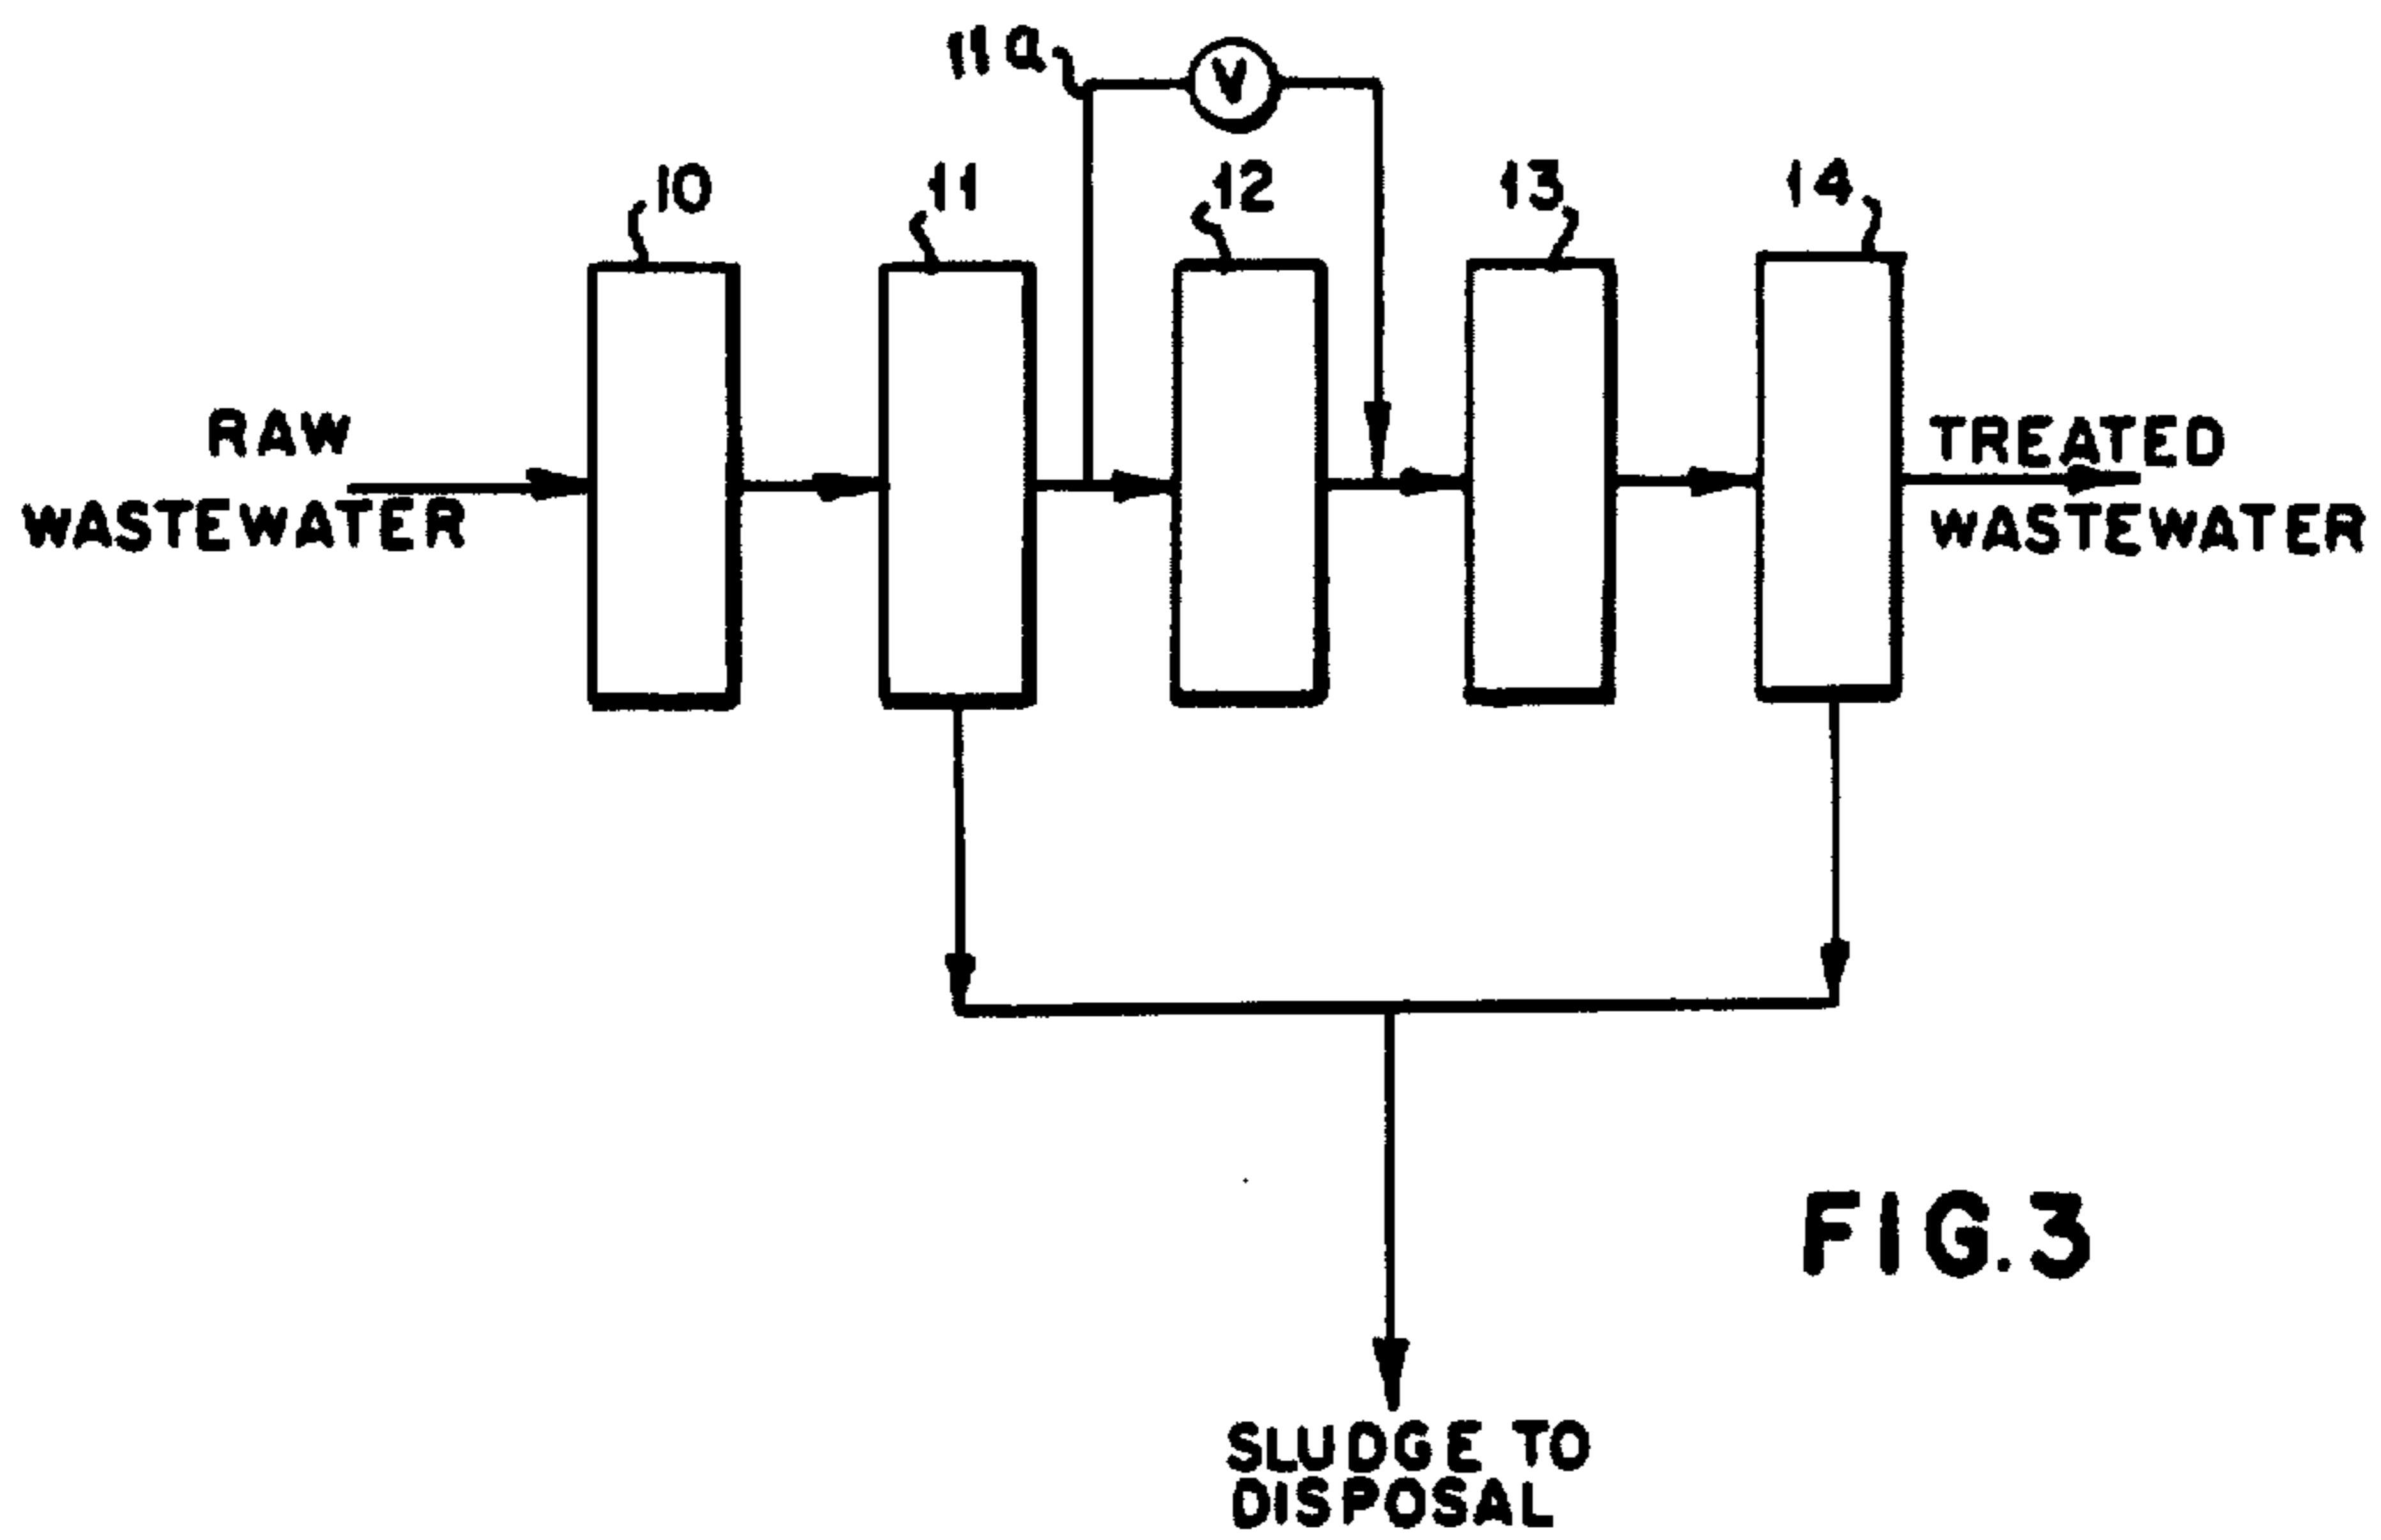 11a
V
10
11
12
13
14
RAW
WASTEWATER
TREATED
WASTEWATER
FIG.3
SLUDGE TO
DISPOSAL